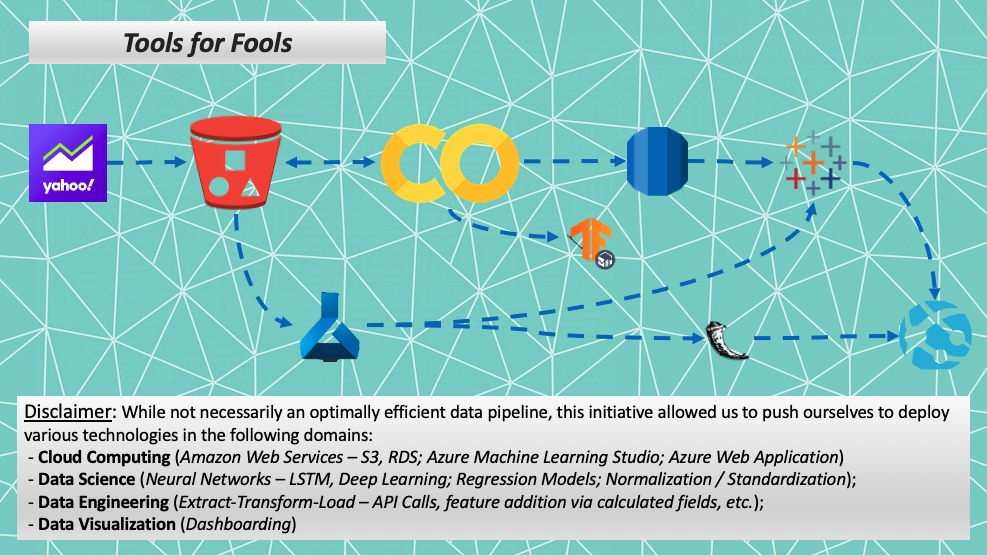 Tools for Fools
yahoo!
Disclaimer: While not necessarily an optimally efficient data pipeline, this initiative allowed us to push ourselves to deploy
various technologies in the following domains:
- Cloud Computing (Amazon Web Services – S3, RDS; Azure Machine Learning Studio; Azure Web Application)
- Data Science (Neural Networks – LSTM, Deep Learning; Regression Models; Normalization / Standardization);
- Data Engineering (Extract-Transform-Load – API Calls, feature addition via calculated fields, etc.);
- Data Visualization (Dashboarding)